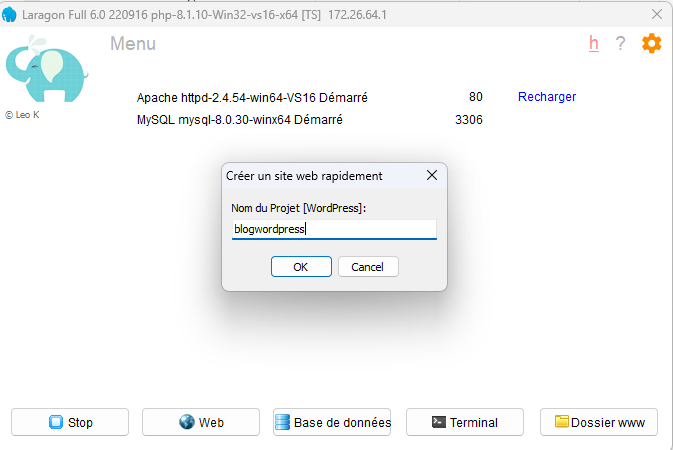 Laragon Full 6.0 220916 php-8.1.10-Win32-vs16-x64 [TS] 172.26.64.1
Menu
h ?
© Leo K
Apache httpd-2.4.54-win64-VS16 Démarré 80 Recharger
MySQL mysql-8.0.30-winx64 Démarré 3306
Créer un site web rapidement
Nom du Projet [WordPress]:
blogwordpress
OK Cancel
Stop Web Base de données Terminal Dossier www